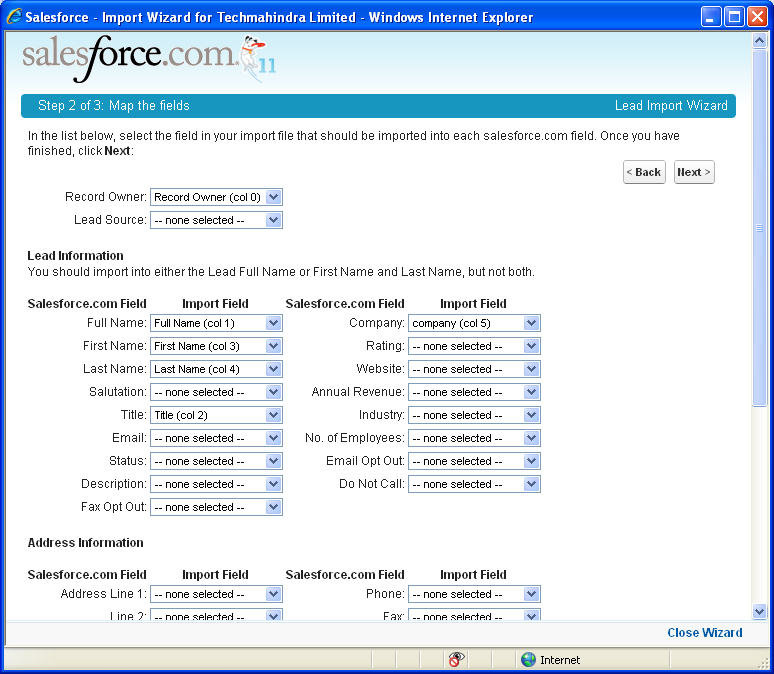 Salesforce - Import Wizard for Techmahindra Limited - Windows Internet Explorer
salesforce.com. 11
Step 2 of 3: Map the fields Lead Import Wizard
In the list below, select the field in your import file that should be imported into each salesforce.com field. Once you have
finished, click Next:
< Back Next >
Record Owner: Record Owner (col 0)
Lead Source: -- none selected --
Lead Information
You should import into either the Lead Full Name or First Name and Last Name, but not both.
Salesforce.com Field Import Field Salesforce.com Field Import Field
Full Name: Full Name (col 1) Company: company (col 5)
First Name: First Name (col 3) Rating: -- none selected --
Last Name: Last Name (col 4) Website: -- none selected --
Salutation: -- none selected -- Annual Revenue: -- none selected --
Title: Title (col 2) Industry: -- none selected --
Email: -- none selected -- No. of Employees: -- none selected --
Status: -- none selected -- Email Opt Out: -- none selected --
Description: -- none selected -- Do Not Call: -- none selected --
Fax Opt Out: -- none selected --
Address Information
Salesforce.com Field Import Field Salesforce.com Field Import Field
Address Line 1: -- none selected -- Phone: -- none selected --
Line 2: -- none selected -- Fax: -- none selected --
Close Wizard
Internet